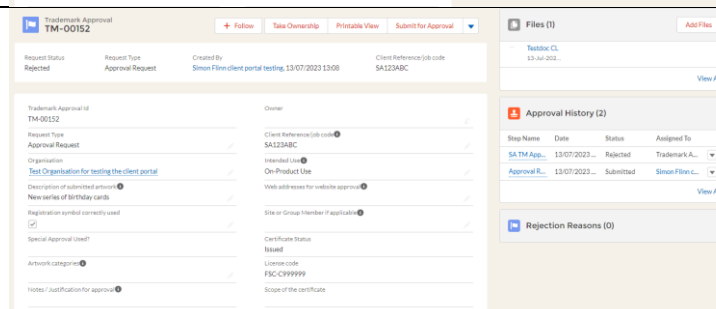 Trademark Approval
TM-00152
+ Follow
Take Ownership
Printable View
Submit for Approval
Request Status
Rejected
Request Type
Approval Request
Created By
Simon Flinn client portal testing, 13/07/2023 13:08
Client Reference/job code
SA123ABC
Trademark Approval Id
TM-00152
Owner
Request Type
Approval Request
Client Reference/job code
SA123ABC
Organisation
Test Organisation for testing the client portal
Intended Use
On-Product Use
Description of submitted artwork
New series of birthday cards
Web addresses for website approval
Registration symbol correctly used
Site or Group Member if applicable
Special Approval Used?
Certificate Status
Issued
Artwork categories
License code
FSC-C999999
Notes / Justification for approval
Scope of the certificate
Files (1)
Add Files
Testdoc CL
13-Jul-202...
View A
Approval History (2)
Step Name Date Status Assigned To
SA TM App... 13/07/2023 ... Rejected Trademark A...
Approval R... 13/07/2023 ... Submitted Simon Flinn c...
View A
Rejection Reasons (0)